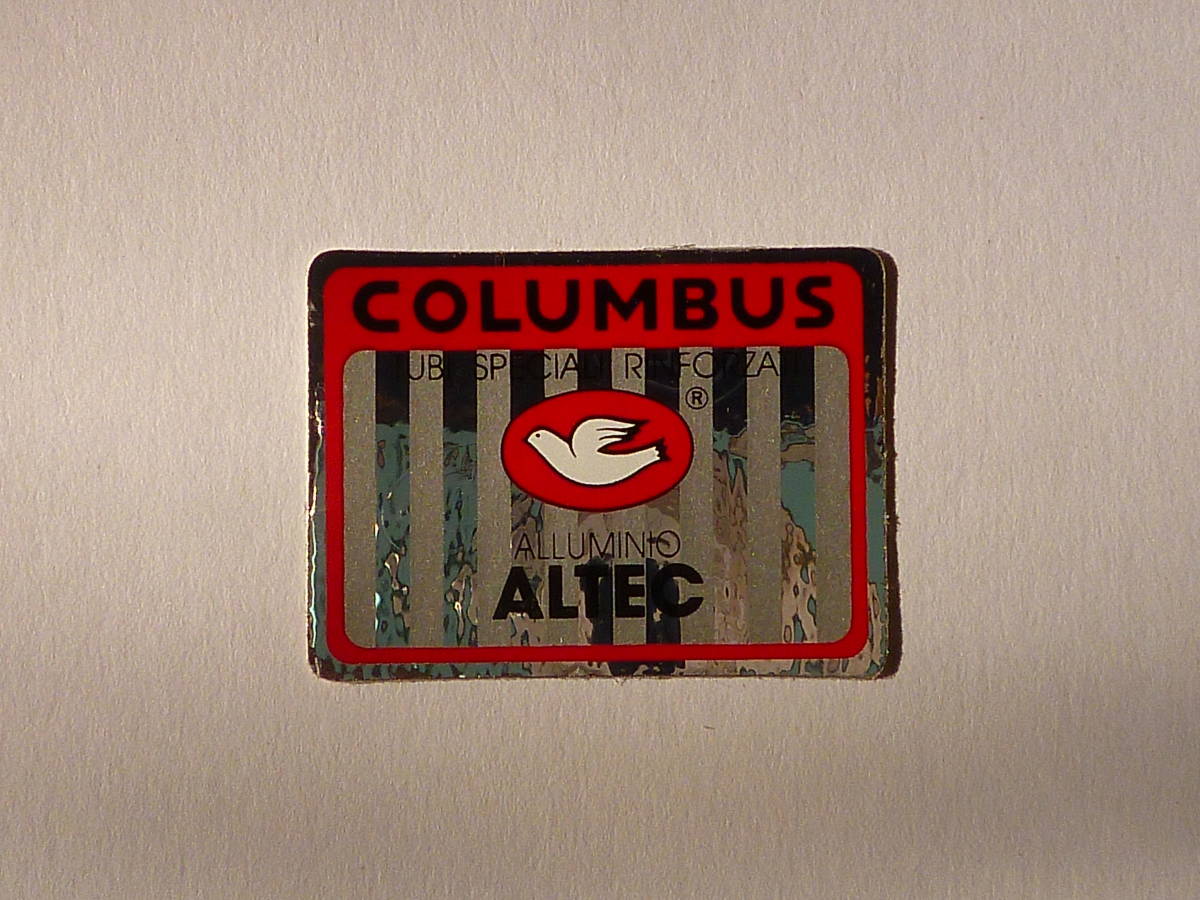 COLUMBUS
TUBI SPECIALI RINFORZATI
®
ALLUMINIO
ALTEC